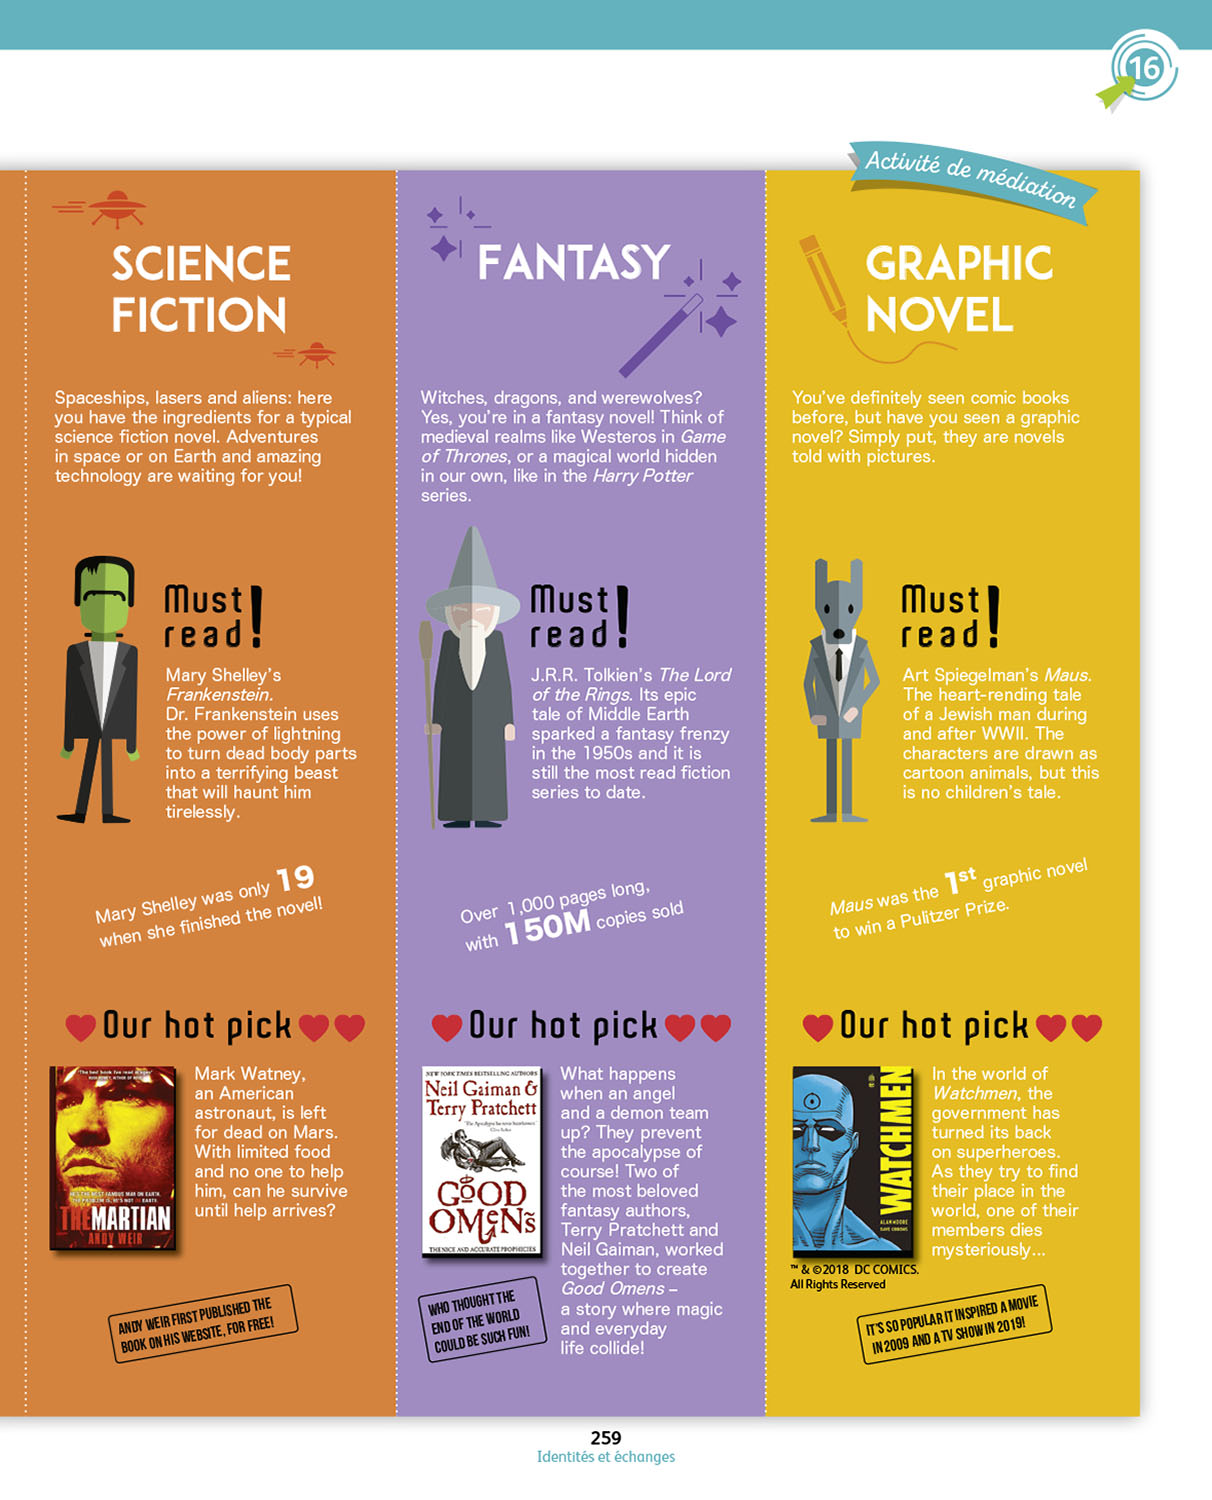 16
Activité de médiation
SCIENCE
FICTION
Spaceships, lasers and aliens: here
you have the ingredients for a typical
science fiction novel. Adventures
in space or on Earth and amazing
technology are waiting for you!
Must
read!
Mary Shelley's
Frankenstein.
Dr. Frankenstein uses
the power of lightning
to turn dead body parts
into a terrifying beast
that will haunt him
tirelessly.
Mary Shelley was only 19
when she finished the novel!
Our hot pick
THE MARTIAN
ANDY WEIR
Mark Watney,
an American
astronaut, is left
for dead on Mars.
With limited food
and no one to help
him, can he survive
until help arrives?
ANDY WEIR FIRST PUBLISHED THE
BOOK ON HIS WEBSITE, FOR FREE!
FANTASY
Witches, dragons, and werewolves?
Yes, you're in a fantasy novel! Think of
medieval realms like Westeros in Game
of Thrones, or a magical world hidden
in our own, like in the Harry Potter
series.
Must
read!
J.R.R. Tolkien's The Lord
of the Rings. Its epic
tale of Middle Earth
sparked a fantasy frenzy
in the 1950s and it is
still the most read fiction
series to date.
Over 1,000 pages long,
with 150M copies sold
Our hot pick
NEW YORK TIMES BESTSELLING AUTHORS
Neil Gaiman &
Terry Pratchett
GOOD
OMENS
THE NICE AND ACCURATE PROPHECIES
What happens
when an angel
and a demon team
up? They prevent
the apocalypse of
course! Two of
the most beloved
fantasy authors,
Terry Pratchett and
Neil Gaiman, worked
together to create
Good Omens –
a story where magic
and everyday
life collide!
WHO THOUGHT THE
END OF THE WORLD
COULD BE SUCH FUN!
GRAPHIC
NOVEL
You've definitely seen comic books
before, but have you seen a graphic
novel? Simply put, they are novels
told with pictures.
Must
read!
Art Spiegelman's Maus.
The heart-rending tale
of a Jewish man during
and after WWII. The
characters are drawn as
cartoon animals, but this
is no children's tale.
Maus was the 1st graphic novel
to win a Pulitzer Prize.
Our hot pick
WATCHMEN
ALAN MOORE
DAVE GIBBONS
™ & ©2018 DC COMICS.
All Rights Reserved
In the world of
Watchmen, the
government has
turned its back
on superheroes.
As they try to find
their place in the
world, one of their
members dies
mysteriously...
IT'S SO POPULAR IT INSPIRED A MOVIE
IN 2009 AND A TV SHOW IN 2019!
259
Identités et échanges